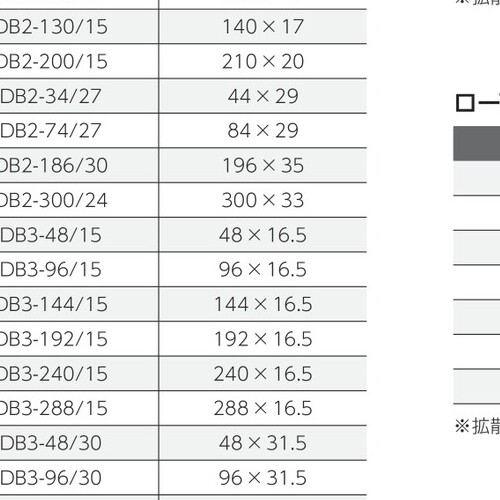 DB2-130/15 140×17
DB2-200/15 210×20
DB2-34/27 44×29
DB2-74/27 84×29
DB2-186/30 196×35
DB2-300/24 300×33
DB3-48/15 48×16.5
DB3-96/15 96×16.5
DB3-144/15 144×16.5
DB3-192/15 192×16.5
DB3-240/15 240×16.5
DB3-288/15 288×16.5
DB3-48/30 48×31.5
DB3-96/30 96×31.5
ロー
※拡散